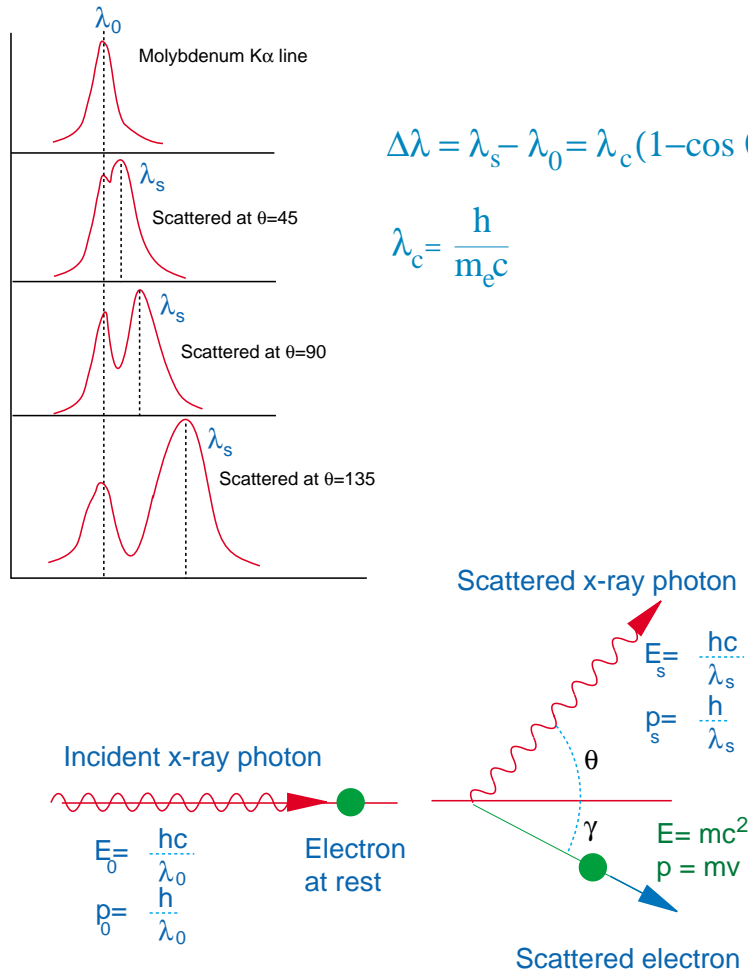 λ0
Molybdenum Kα line
Δλ = λs– λ0= λc(1–cos
λs
Scattered at θ=45
λc= h/mec
λs
Scattered at θ=90
λs
Scattered at θ=135
Scattered x-ray photon
Es= hc/λs
ps= h/λs
Incident x-ray photon
θ
γ
E0= hc/λ0
Electron
at rest
E= mc²
p = mv
p0= h/λ0
Scattered electron